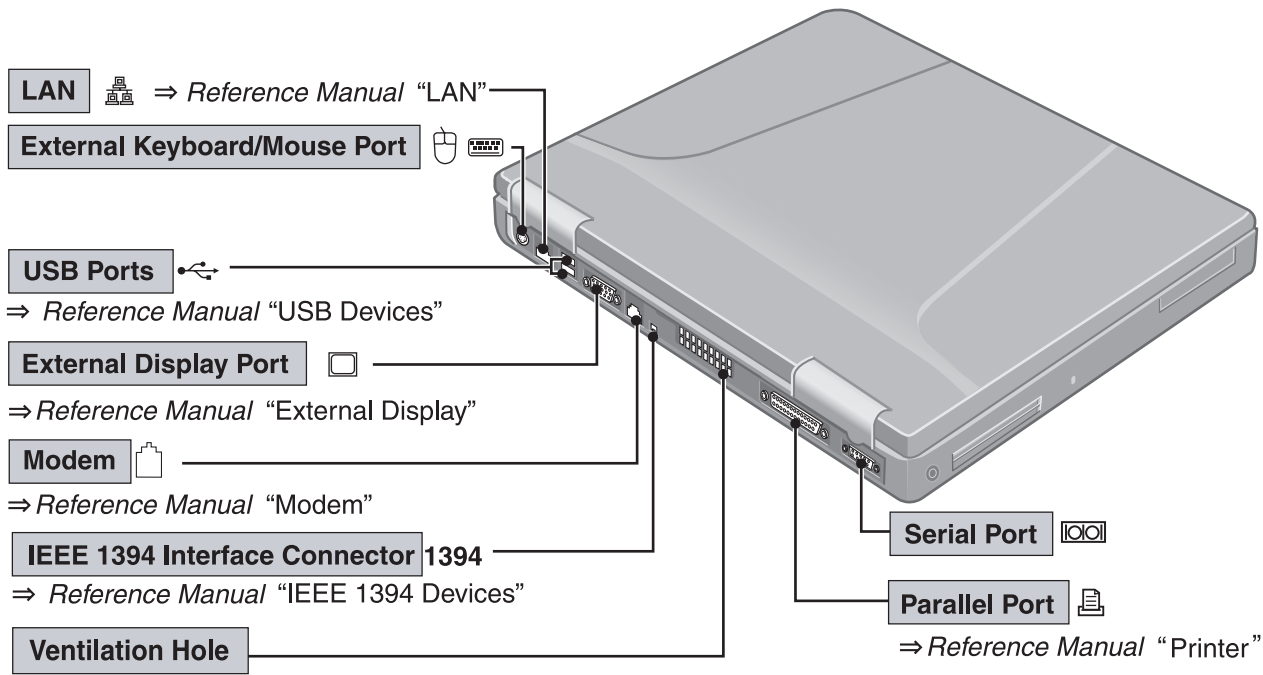 LAN ⇒ Reference Manual “LAN”
External Keyboard/Mouse Port
USB Ports
⇒ Reference Manual “USB Devices”
External Display Port
⇒ Reference Manual “External Display”
Modem
⇒ Reference Manual “Modem”
IEEE 1394 Interface Connector 1394
⇒ Reference Manual “IEEE 1394 Devices”
Ventilation Hole
Serial Port
Parallel Port
⇒ Reference Manual “Printer”